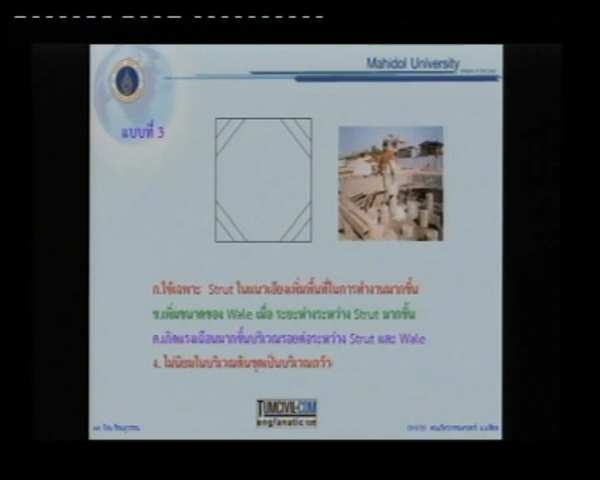 Mahidol University
แบบที่ 3
ก.ใช้เฉพาะ Strut ในแนวเอียงเพิ่มพื้นที่ในการทำงานมากขึ้น
ข.เพิ่มขนาดของ Wale เมื่อ ระยะห่างระหว่าง Strut มากขึ้น
ค.เกิดแรงเฉือนมากขึ้นบริเวณรอยต่อระหว่าง Strut และ Wale
ง. ไม่นิยมในบริเวณดินขุดเป็นบริเวณกว้าง
TUMCIVIL.COM
engfanatic.net